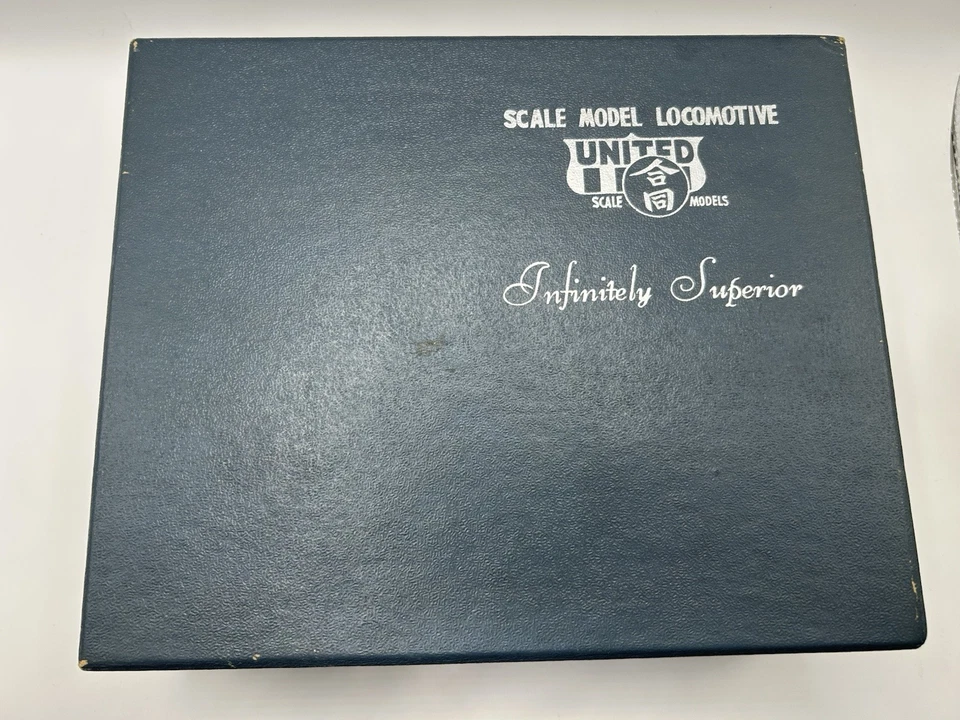 SCALE MODEL LOCOMOTIVE
UNITED
合同
SCALE MODELS
Infinitely Superior